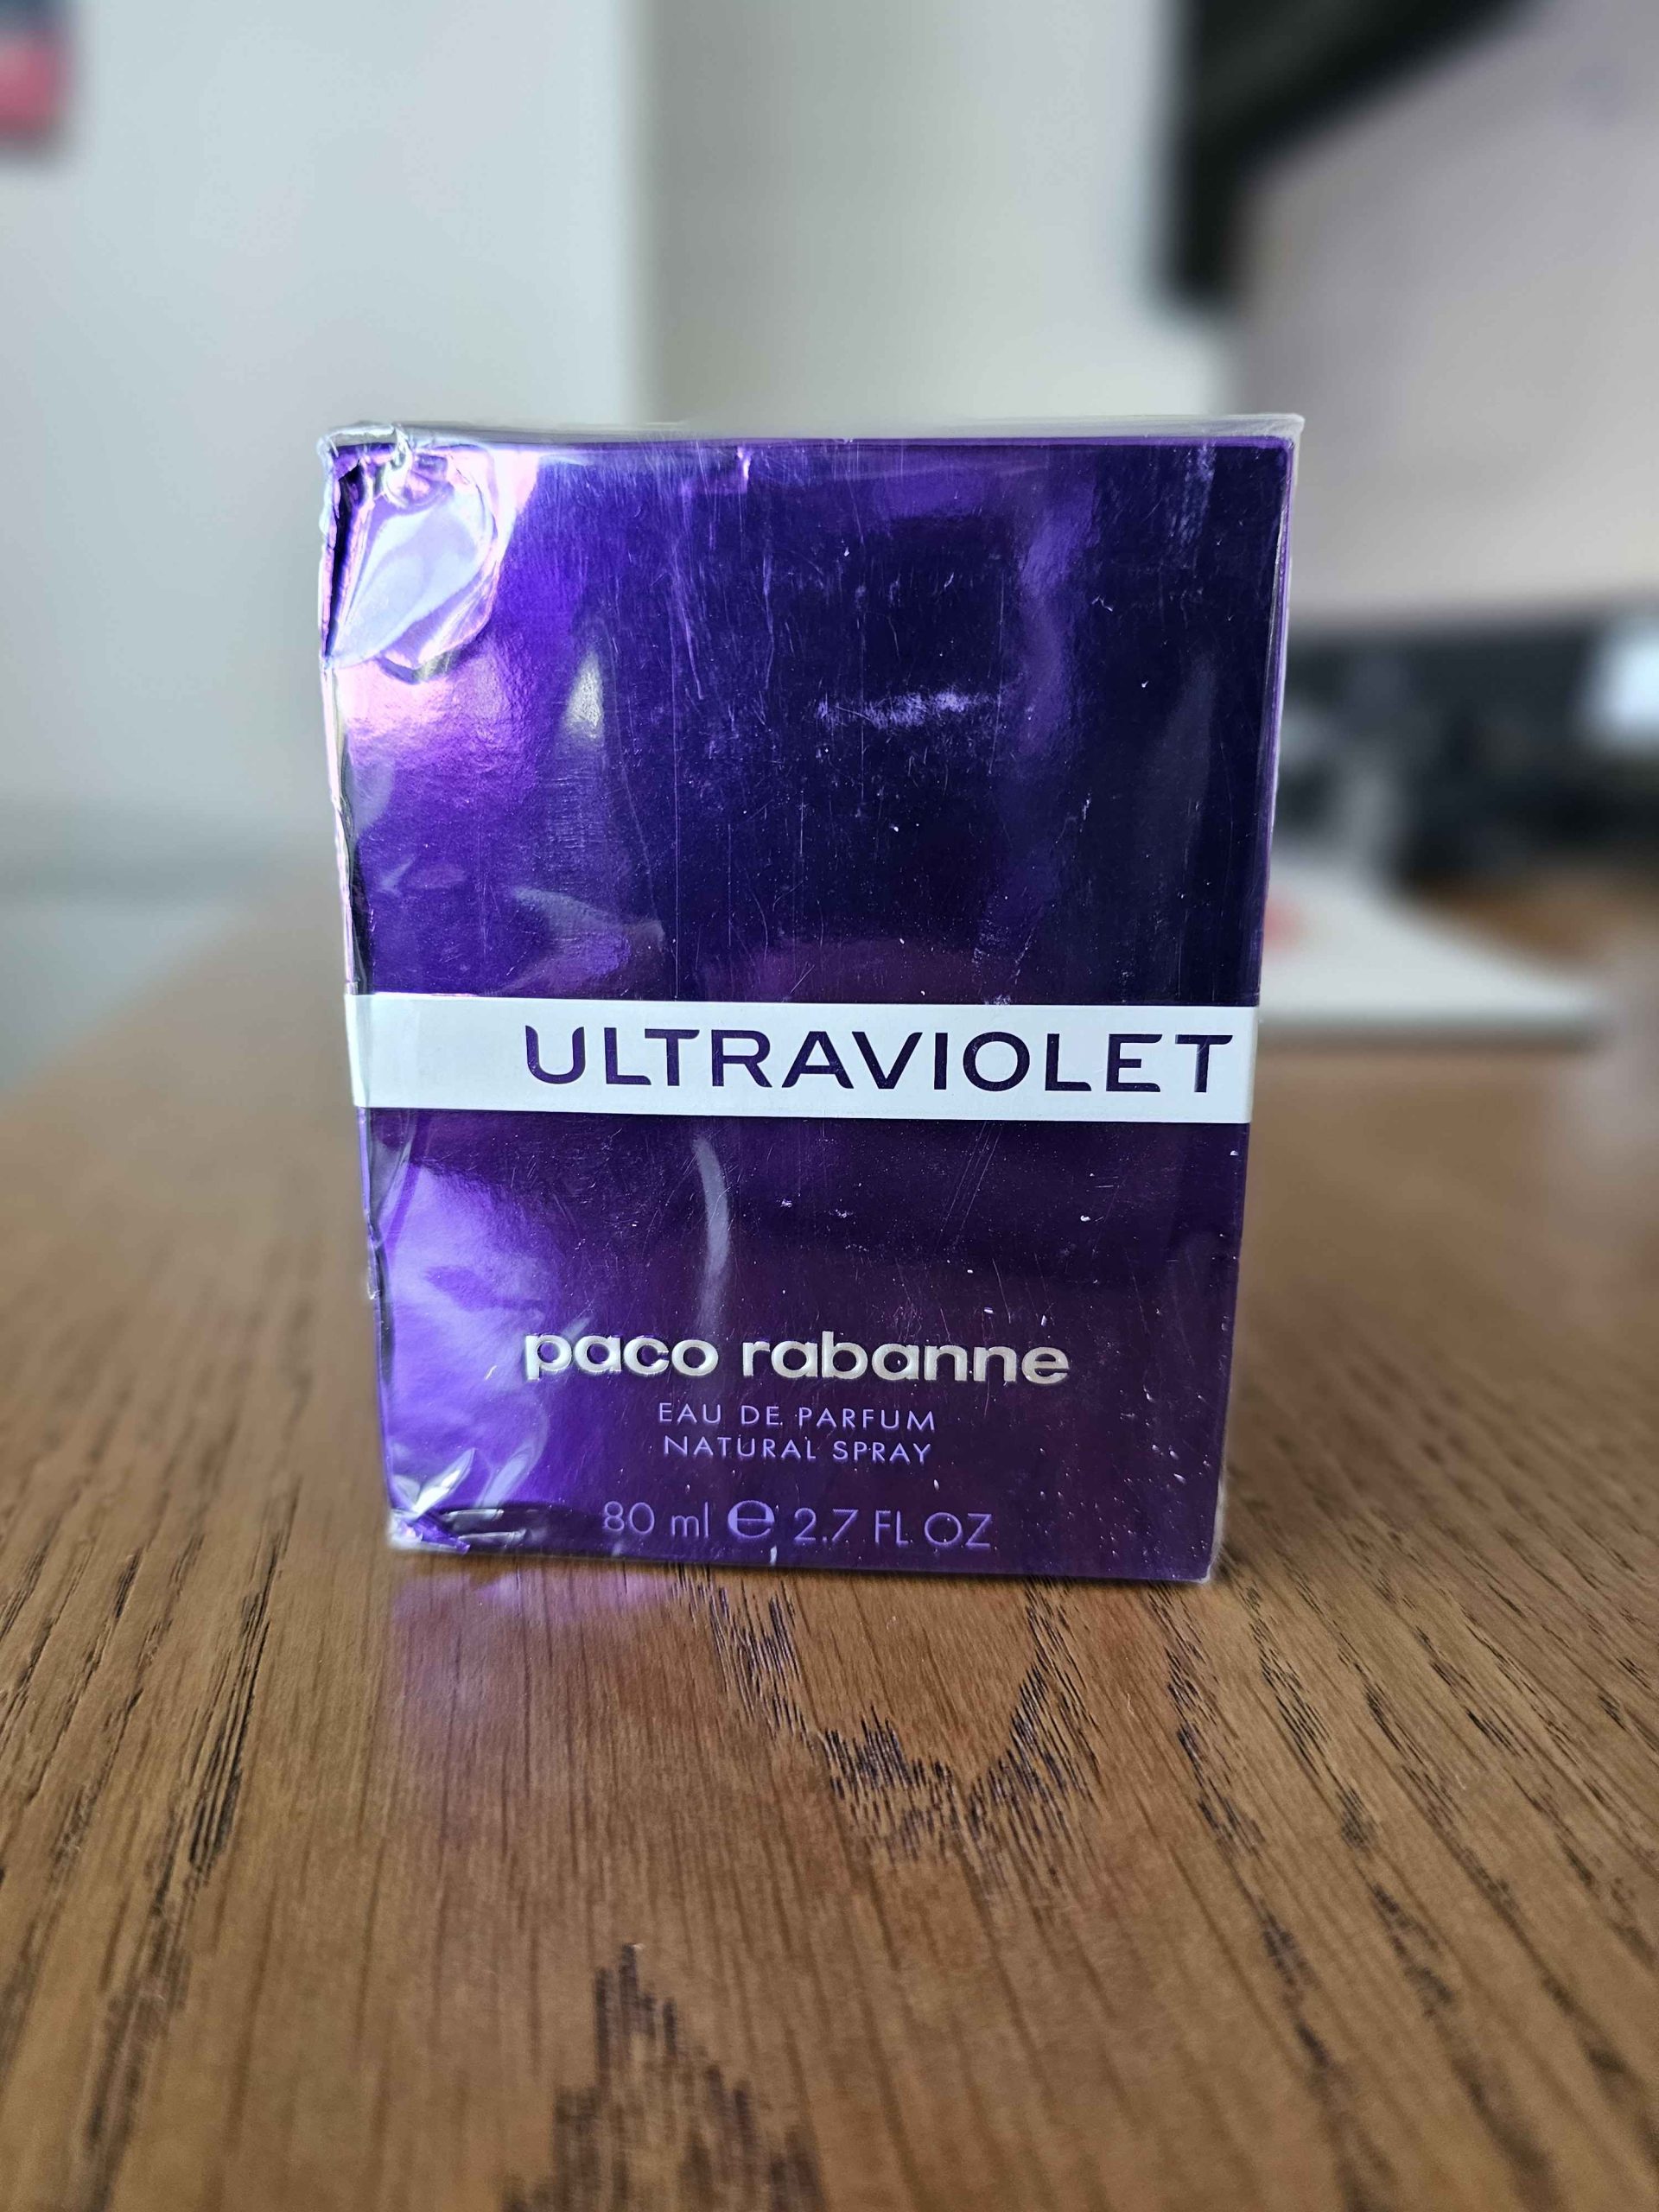 ULTRAVIOLET
paco rabanne
EAU DE PARFUM
NATURAL SPRAY
80 ml ℮ 2.7 FL OZ